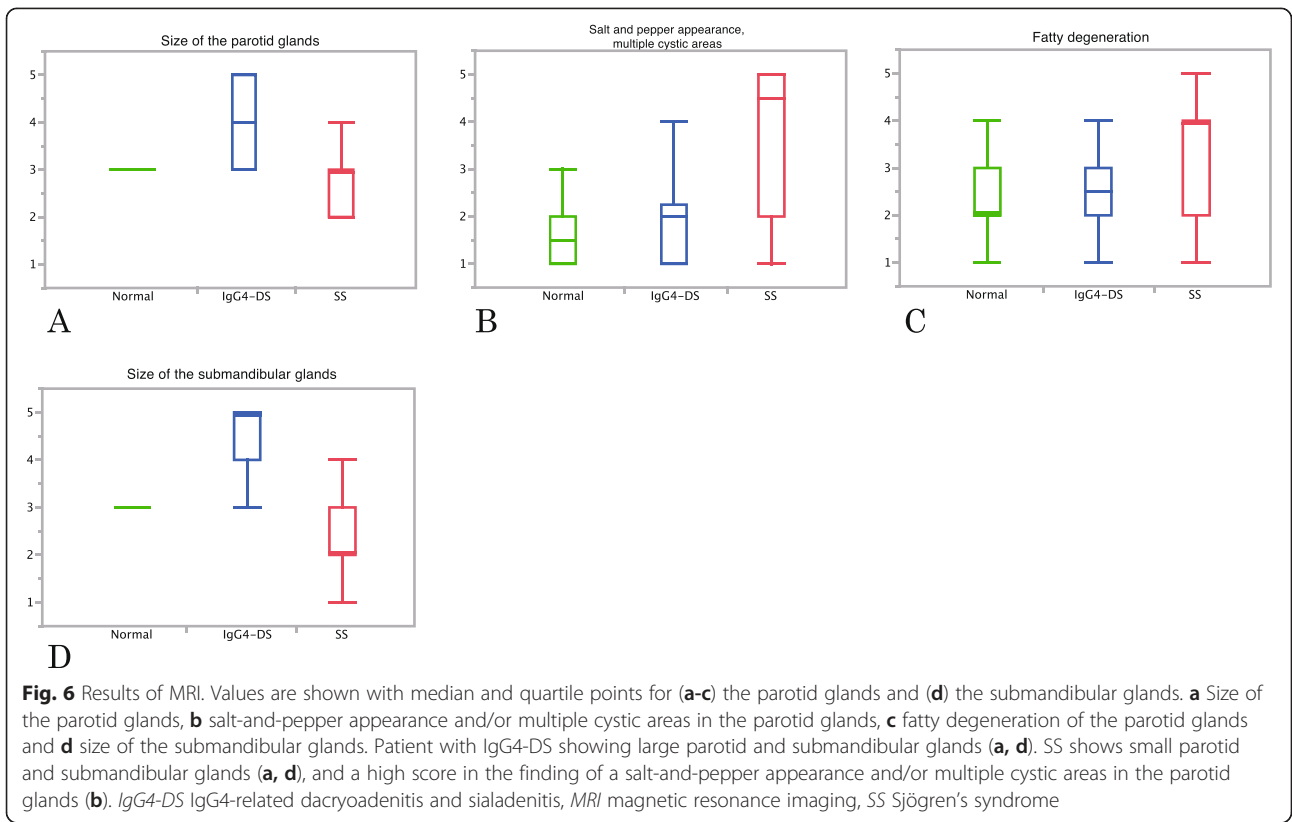 Size of the parotid glands
5
4
3
2
1
Normal IgG4-DS SS
A
Salt and pepper appearance,
multiple cystic areas
5
4
3
2
1
Normal IgG4-DS SS
B
Fatty degeneration
5
4
3
2
1
Normal IgG4-DS SS
C
Size of the submandibular glands
5
4
3
2
1
Normal IgG4-DS SS
D
Fig. 6 Results of MRI. Values are shown with median and quartile points for (a-c) the parotid glands and (d) the submandibular glands. a Size of
the parotid glands, b salt-and-pepper appearance and/or multiple cystic areas in the parotid glands, c fatty degeneration of the parotid glands
and d size of the submandibular glands. Patient with IgG4-DS showing large parotid and submandibular glands (a, d). SS shows small parotid
and submandibular glands (a, d), and a high score in the finding of a salt-and-pepper appearance and/or multiple cystic areas in the parotid
glands (b). IgG4-DS IgG4-related dacryoadenitis and sialadenitis, MRI magnetic resonance imaging, SS Sjögren's syndrome